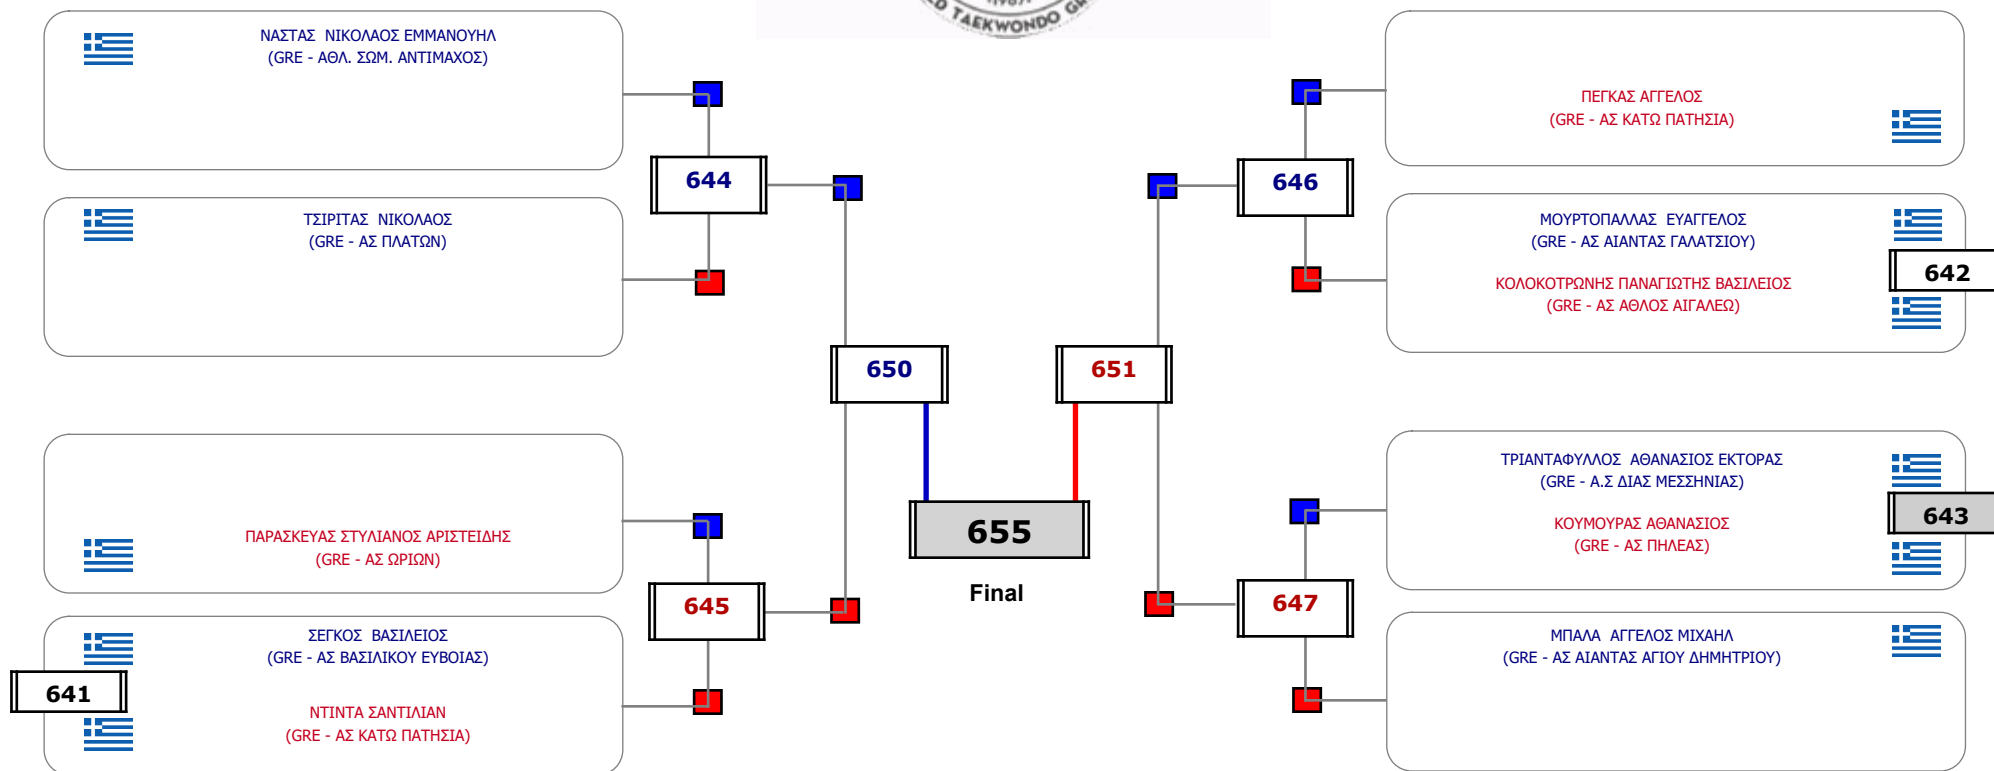 D TAEKWONDO GR
ΝΑΣΤΑΣ ΝΙΚΟΛΑΟΣ ΕΜΜΑΝΟΥΗΛ
(GRE - ΑΘΛ. ΣΩΜ. ΑΝΤΙΜΑΧΟΣ)
644
ΤΣΙΡΙΤΑΣ ΝΙΚΟΛΑΟΣ
(GRE - ΑΣ ΠΛΑΤΩΝ)
650
ΠΑΡΑΣΚΕΥΑΣ ΣΤΥΛΙΑΝΟΣ ΑΡΙΣΤΕΙΔΗΣ
(GRE - ΑΣ ΩΡΙΩΝ)
645
ΣΕΓΚΟΣ ΒΑΣΙΛΕΙΟΣ
(GRE - ΑΣ ΒΑΣΙΛΙΚΟΥ ΕΥΒΟΙΑΣ)
641
ΝΤΙΝΤΑ ΣΑΝΤΙΛΙΑΝ
(GRE - ΑΣ ΚΑΤΩ ΠΑΤΗΣΙΑ)
655
Final
ΠΕΓΚΑΣ ΑΓΓΕΛΟΣ
(GRE - ΑΣ ΚΑΤΩ ΠΑΤΗΣΙΑ)
646
ΜΟΥΡΤΟΠΑΛΛΑΣ ΕΥΑΓΓΕΛΟΣ
(GRE - ΑΣ ΑΙΑΝΤΑΣ ΓΑΛΑΤΣΙΟΥ)
642
ΚΟΛΟΚΟΤΡΩΝΗΣ ΠΑΝΑΓΙΩΤΗΣ ΒΑΣΙΛΕΙΟΣ
(GRE - ΑΣ ΑΘΛΟΣ ΑΙΓΑΛΕΩ)
651
ΤΡΙΑΝΤΑΦΥΛΛΟΣ ΑΘΑΝΑΣΙΟΣ ΕΚΤΟΡΑΣ
(GRE - Α.Σ ΔΙΑΣ ΜΕΣΣΗΝΙΑΣ)
643
ΚΟΥΜΟΥΡΑΣ ΑΘΑΝΑΣΙΟΣ
(GRE - ΑΣ ΠΗΛΕΑΣ)
647
ΜΠΑΛΑ ΑΓΓΕΛΟΣ ΜΙΧΑΗΛ
(GRE - ΑΣ ΑΙΑΝΤΑΣ ΑΓΙΟΥ ΔΗΜΗΤΡΙΟΥ)